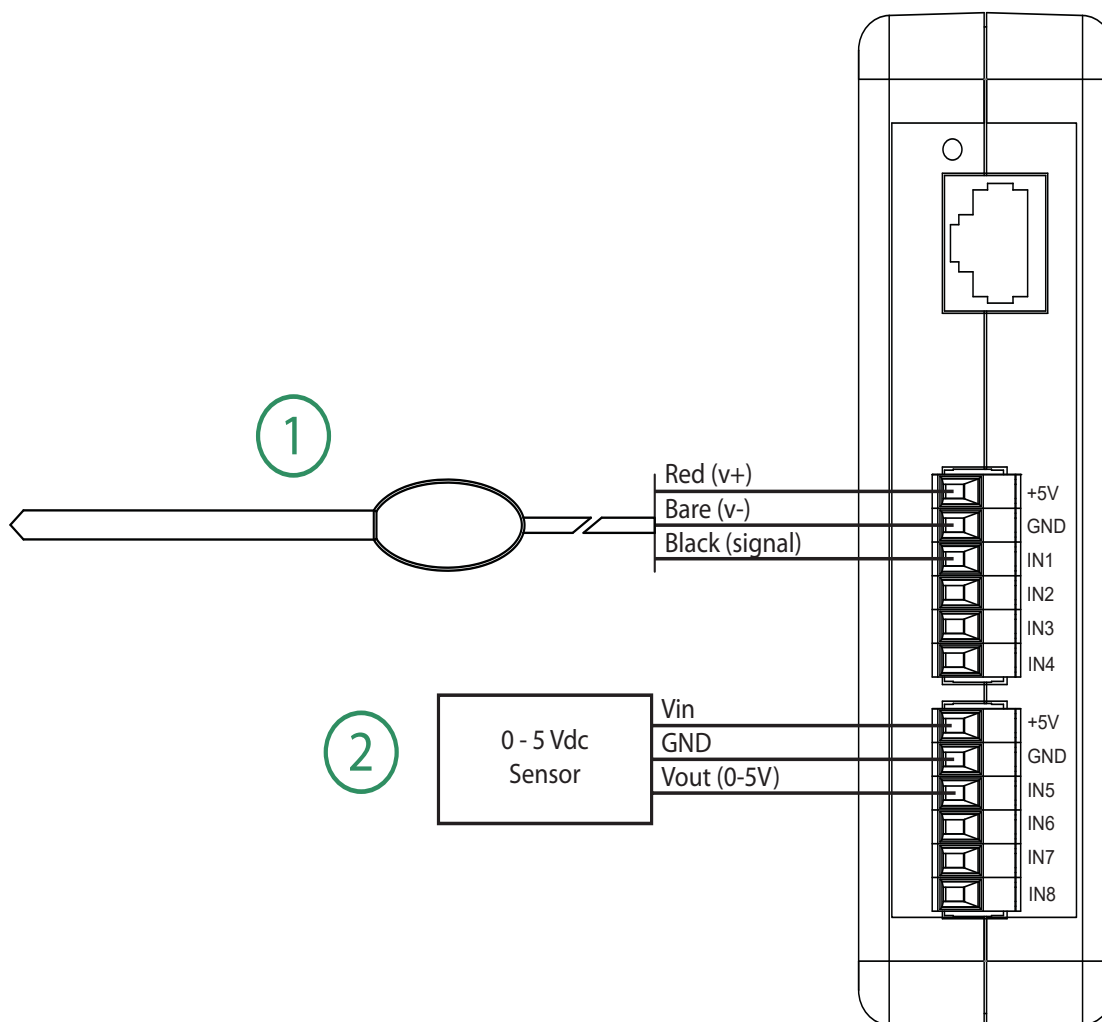 1
Red (v+)
Bare (v-)
Black (signal)
+5V
GND
IN1
IN2
IN3
IN4
2
0 - 5 Vdc
Sensor
Vin
GND
Vout (0-5V)
+5V
GND
IN5
IN6
IN7
IN8